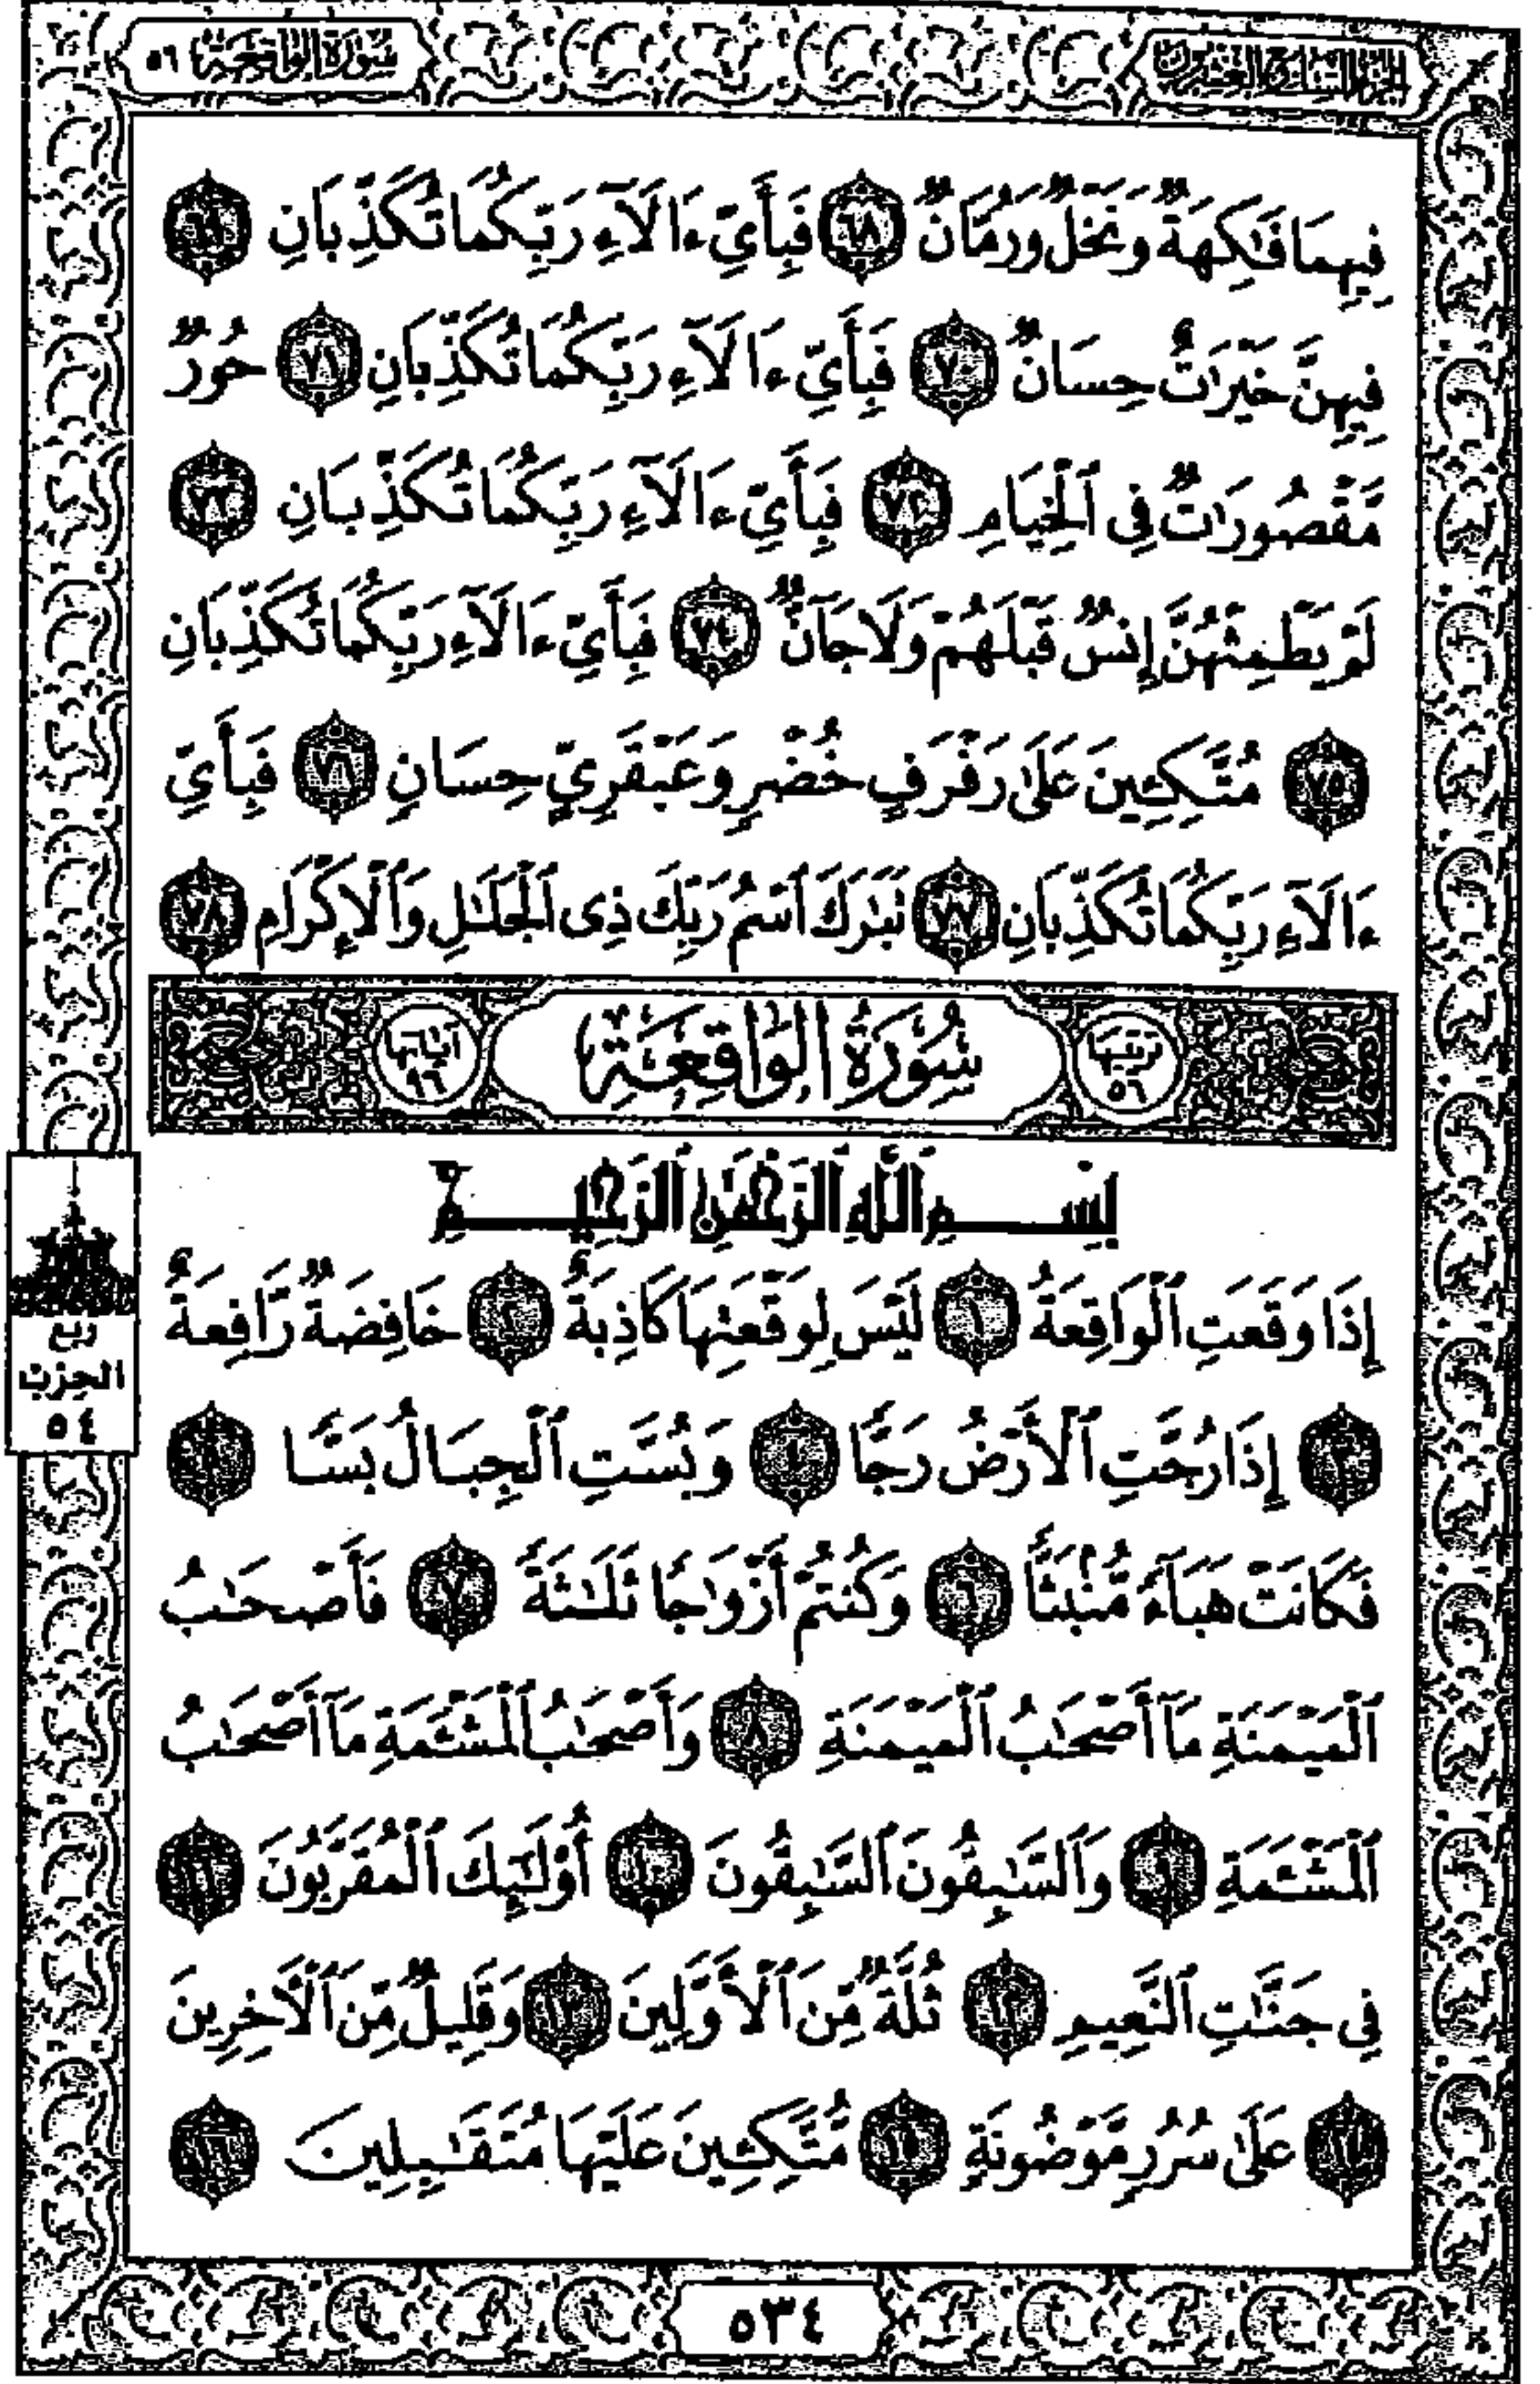 الجزء السابع والعشرون
سورة الواقعة ٥٦
فِيهِمَا فَٰكِهَةٌ وَنَخْلٌ وَرُمَّانٌ ٦٨ فَبِأَىِّ ءَالَآءِ رَبِّكُمَا تُكَذِّبَانِ ٦٩
فِيهِنَّ خَيْرَٰتٌ حِسَانٌ ٧٠ فَبِأَىِّ ءَالَآءِ رَبِّكُمَا تُكَذِّبَانِ ٧١ حُورٌ
مَّقْصُورَٰتٌ فِى ٱلْخِيَامِ ٧٢ فَبِأَىِّ ءَالَآءِ رَبِّكُمَا تُكَذِّبَانِ ٧٣
لَمْ يَطْمِثْهُنَّ إِنسٌ قَبْلَهُمْ وَلَا جَآنٌّ ٧٤ فَبِأَىِّ ءَالَآءِ رَبِّكُمَا تُكَذِّبَانِ
٧٥ مُتَّكِـِٔينَ عَلَىٰ رَفْرَفٍ خُضْرٍ وَعَبْقَرِىٍّ حِسَانٍ ٧٦ فَبِأَىِّ
ءَالَآءِ رَبِّكُمَا تُكَذِّبَانِ ٧٧ تَبَٰرَكَ ٱسْمُ رَبِّكَ ذِى ٱلْجَلَٰلِ وَٱلْإِكْرَامِ ٧٨
ترتيبها ٥٦ سُورَةُ الوَاقِعَةِ آياتها ٩٦
بِسْمِ ٱللَّهِ ٱلرَّحْمَٰنِ ٱلرَّحِيمِ
إِذَا وَقَعَتِ ٱلْوَاقِعَةُ ١ لَيْسَ لِوَقْعَتِهَا كَاذِبَةٌ ٢ خَافِضَةٌ رَّافِعَةٌ
٣ إِذَا رُجَّتِ ٱلْأَرْضُ رَجًّا ٤ وَبُسَّتِ ٱلْجِبَالُ بَسًّا ٥
فَكَانَتْ هَبَآءً مُّنۢبَثًّا ٦ وَكُنتُمْ أَزْوَٰجًا ثَلَٰثَةً ٧ فَأَصْحَٰبُ
ٱلْمَيْمَنَةِ مَآ أَصْحَٰبُ ٱلْمَيْمَنَةِ ٨ وَأَصْحَٰبُ ٱلْمَشْـَٔمَةِ مَآ أَصْحَٰبُ
ٱلْمَشْـَٔمَةِ ٩ وَٱلسَّٰبِقُونَ ٱلسَّٰبِقُونَ ١٠ أُو۟لَٰٓئِكَ ٱلْمُقَرَّبُونَ ١١
فِى جَنَّٰتِ ٱلنَّعِيمِ ١٢ ثُلَّةٌ مِّنَ ٱلْأَوَّلِينَ ١٣ وَقَلِيلٌ مِّنَ ٱلْـَٔاخِرِينَ
١٤ عَلَىٰ سُرُرٍ مَّوْضُونَةٍ ١٥ مُّتَّكِـِٔينَ عَلَيْهَا مُتَقَٰبِلِينَ ١٦
ربع
الحزب
٥٤
٥٣٤